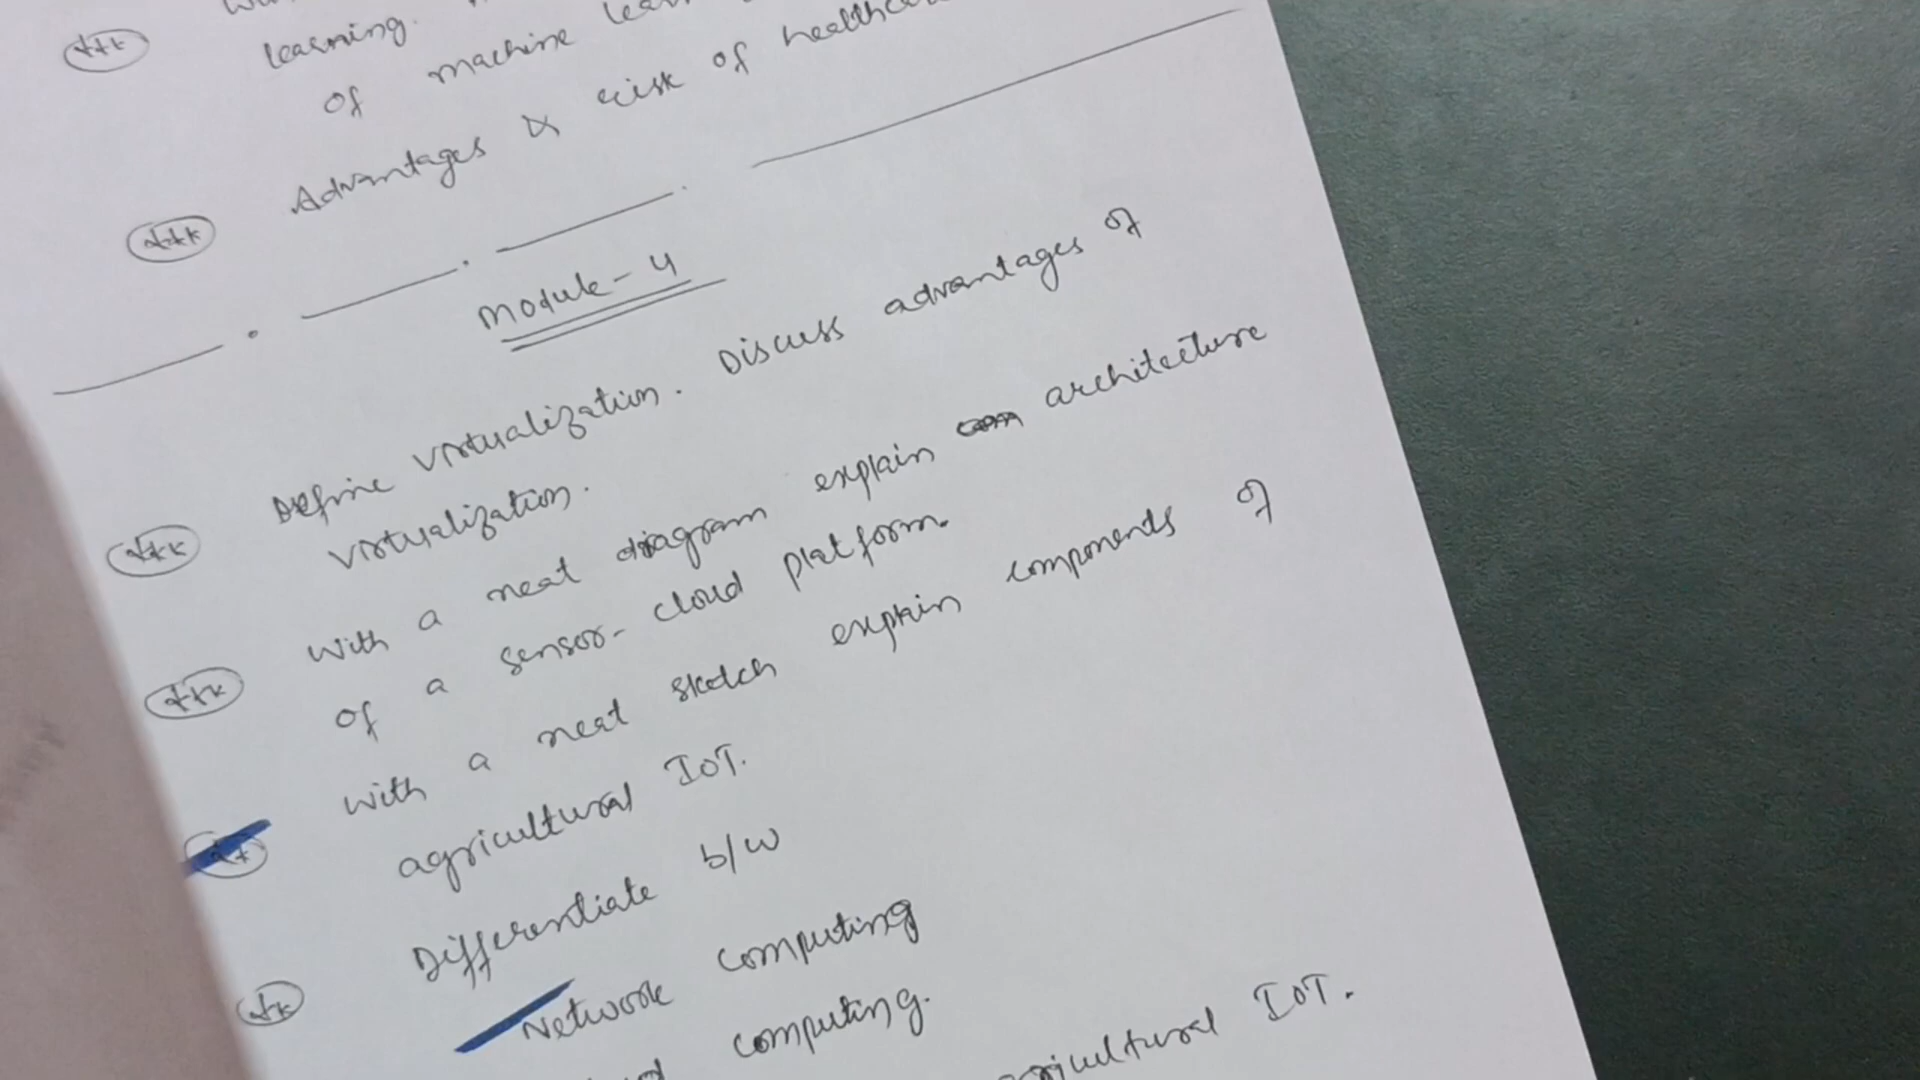 ***
learning.
of machine
*** Advantages & risk of
Module - 4
*** Define virtualization. Discuss advantages of
virtualization.
*** With a neat diagram explain architecture
of a sensor-cloud platform.
** With a neat sketch explain components of
agricultural IoT.
** Differentiate b/w
Network computing
computing.
IoT.